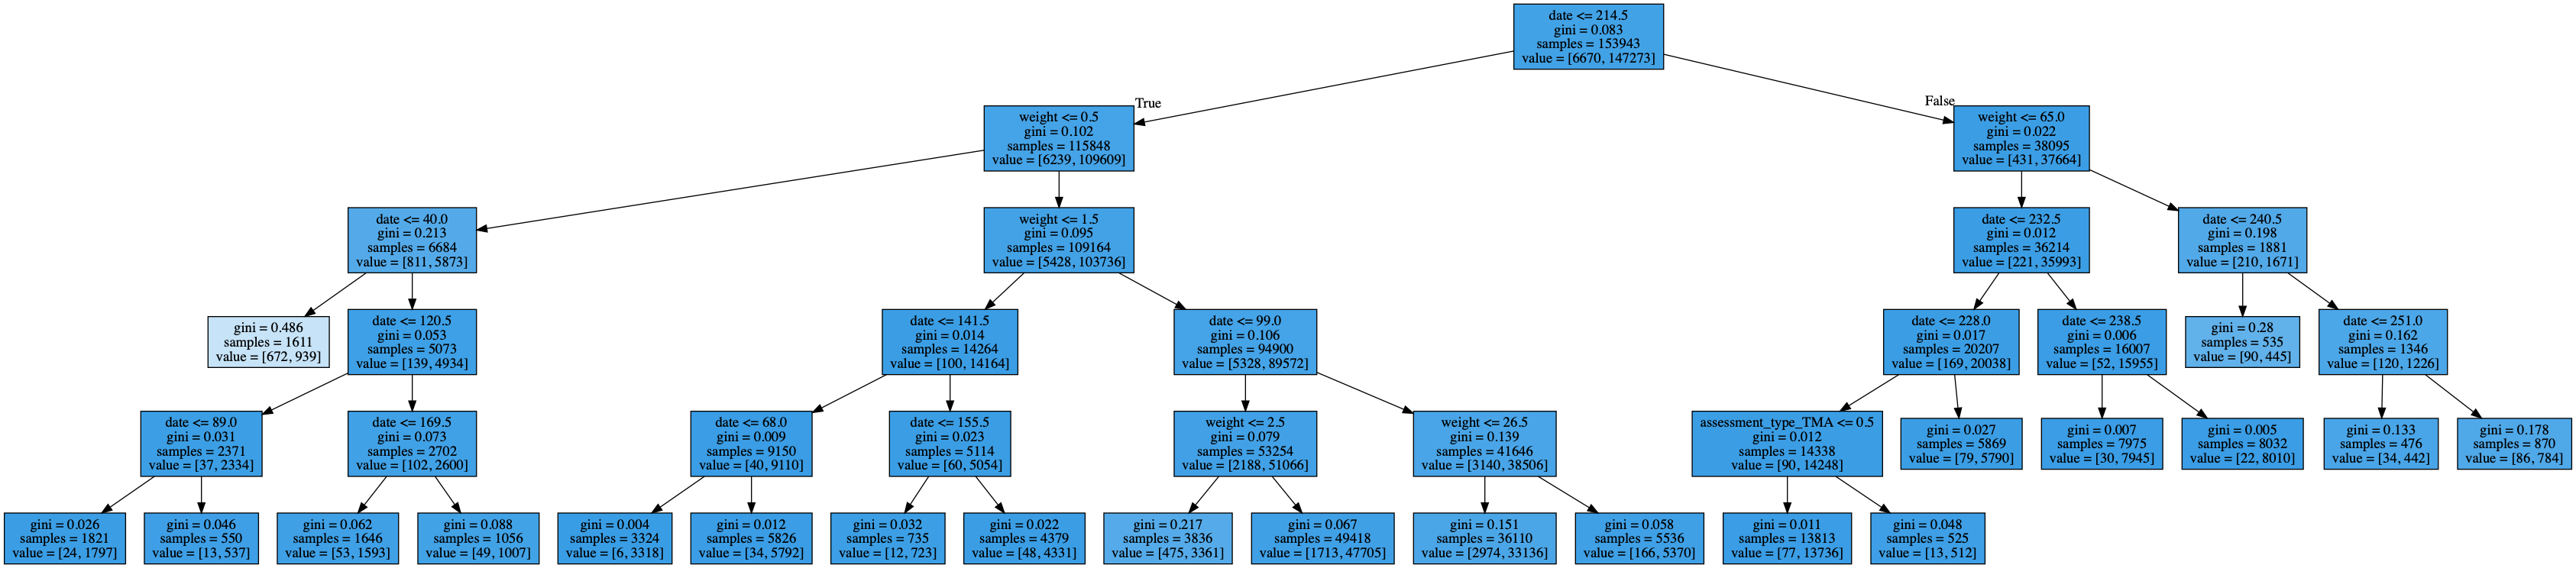 date <= 214.5
gini = 0.083
samples = 153943
value = [6670, 147273]
True
False
weight <= 0.5
gini = 0.102
samples = 115848
value = [6239, 109609]
weight <= 65.0
gini = 0.022
samples = 38095
value = [431, 37664]
date <= 40.0
gini = 0.213
samples = 6684
value = [811, 5873]
weight <= 1.5
gini = 0.095
samples = 109164
value = [5428, 103736]
date <= 232.5
gini = 0.012
samples = 36214
value = [221, 35993]
date <= 240.5
gini = 0.198
samples = 1881
value = [210, 1671]
gini = 0.486
samples = 1611
value = [672, 939]
date <= 120.5
gini = 0.053
samples = 5073
value = [139, 4934]
date <= 141.5
gini = 0.014
samples = 14264
value = [100, 14164]
date <= 99.0
gini = 0.106
samples = 94900
value = [5328, 89572]
date <= 228.0
gini = 0.017
samples = 20207
value = [169, 20038]
date <= 238.5
gini = 0.006
samples = 16007
value = [52, 15955]
gini = 0.28
samples = 535
value = [90, 445]
date <= 251.0
gini = 0.162
samples = 1346
value = [120, 1226]
date <= 89.0
gini = 0.031
samples = 2371
value = [37, 2334]
date <= 169.5
gini = 0.073
samples = 2702
value = [102, 2600]
date <= 68.0
gini = 0.009
samples = 9150
value = [40, 9110]
date <= 155.5
gini = 0.023
samples = 5114
value = [60, 5054]
weight <= 2.5
gini = 0.079
samples = 53254
value = [2188, 51066]
weight <= 26.5
gini = 0.139
samples = 41646
value = [3140, 38506]
assessment_type_TMA <= 0.5
gini = 0.012
samples = 14338
value = [90, 14248]
gini = 0.027
samples = 5869
value = [79, 5790]
gini = 0.007
samples = 7975
value = [30, 7945]
gini = 0.005
samples = 8032
value = [22, 8010]
gini = 0.133
samples = 476
value = [34, 442]
gini = 0.178
samples = 870
value = [86, 784]
gini = 0.026
samples = 1821
value = [24, 1797]
gini = 0.046
samples = 550
value = [13, 537]
gini = 0.062
samples = 1646
value = [53, 1593]
gini = 0.088
samples = 1056
value = [49, 1007]
gini = 0.004
samples = 3324
value = [6, 3318]
gini = 0.012
samples = 5826
value = [34, 5792]
gini = 0.032
samples = 735
value = [12, 723]
gini = 0.022
samples = 4379
value = [48, 4331]
gini = 0.217
samples = 3836
value = [475, 3361]
gini = 0.067
samples = 49418
value = [1713, 47705]
gini = 0.151
samples = 36110
value = [2974, 33136]
gini = 0.058
samples = 5536
value = [166, 5370]
gini = 0.011
samples = 13813
value = [77, 13736]
gini = 0.048
samples = 525
value = [13, 512]